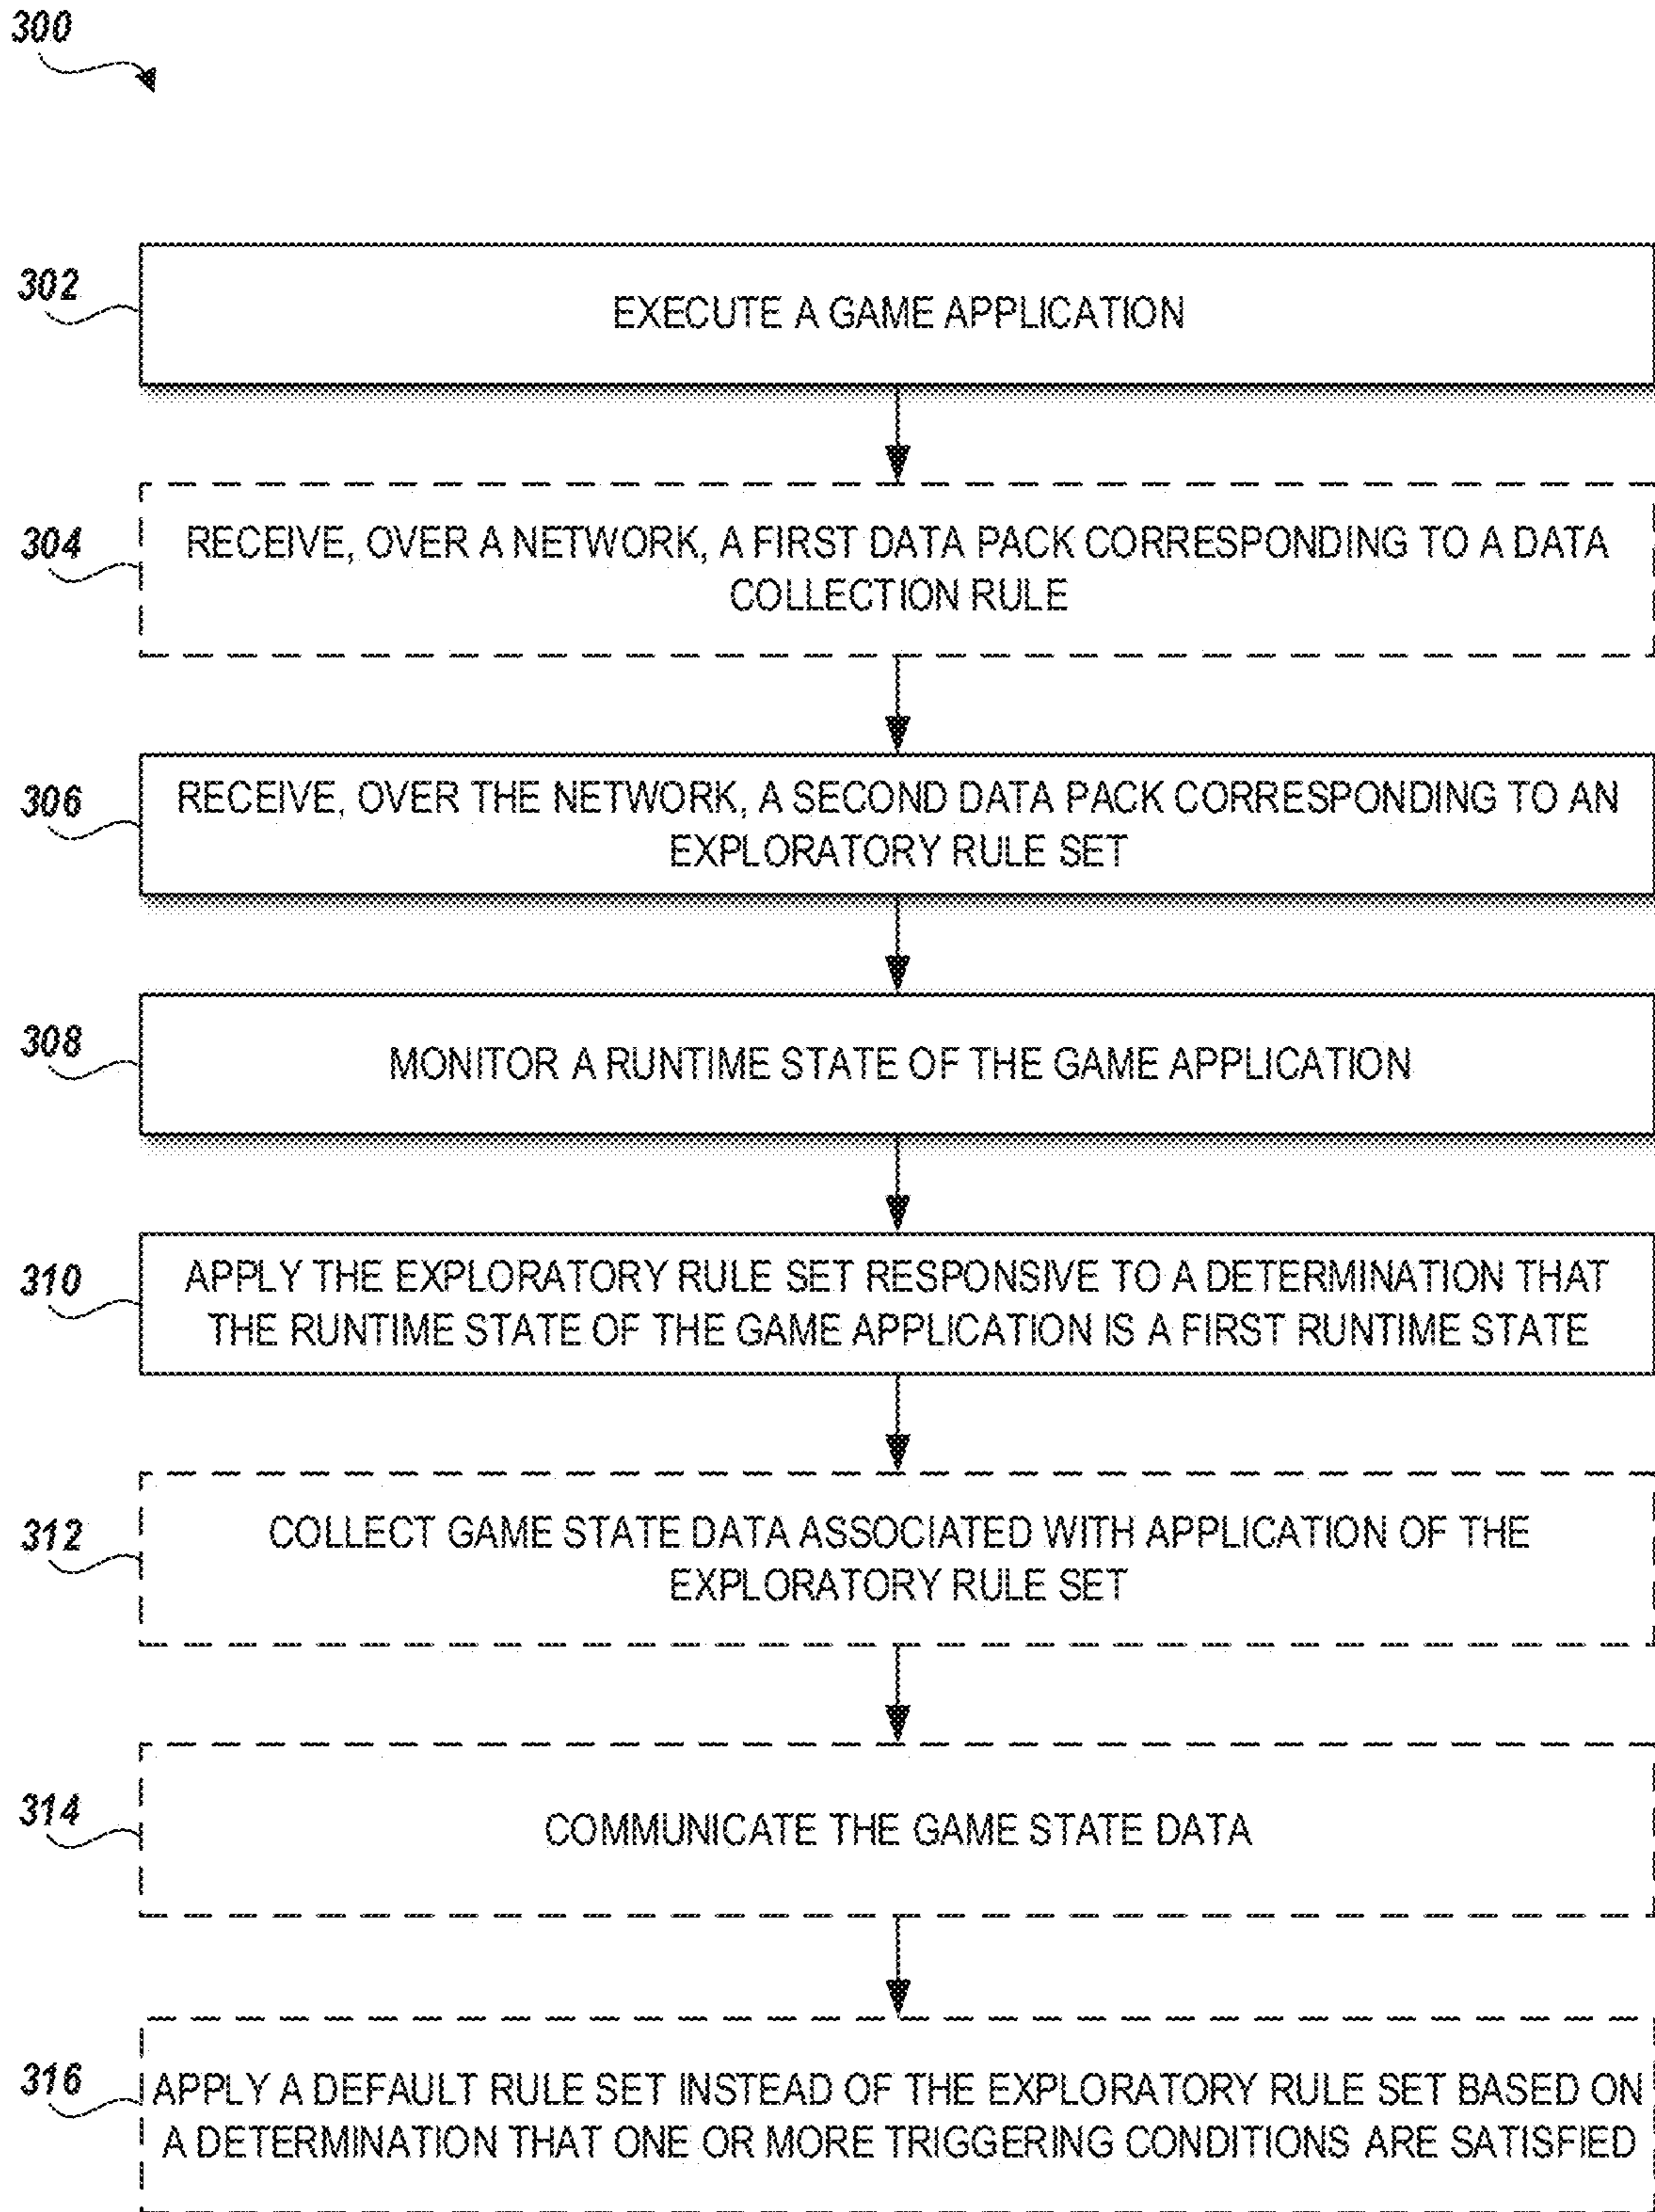 300
302
EXECUTE A GAME APPLICATION
304
RECEIVE, OVER A NETWORK, A FIRST DATA PACK CORRESPONDING TO A DATA
COLLECTION RULE
306
RECEIVE, OVER THE NETWORK, A SECOND DATA PACK CORRESPONDING TO AN
EXPLORATORY RULE SET
308
MONITOR A RUNTIME STATE OF THE GAME APPLICATION
310
APPLY THE EXPLORATORY RULE SET RESPONSIVE TO A DETERMINATION THAT
THE RUNTIME STATE OF THE GAME APPLICATION IS A FIRST RUNTIME STATE
312
COLLECT GAME STATE DATA ASSOCIATED WITH APPLICATION OF THE
EXPLORATORY RULE SET
314
COMMUNICATE THE GAME STATE DATA
316
APPLY A DEFAULT RULE SET INSTEAD OF THE EXPLORATORY RULE SET BASED ON
A DETERMINATION THAT ONE OR MORE TRIGGERING CONDITIONS ARE SATISFIED